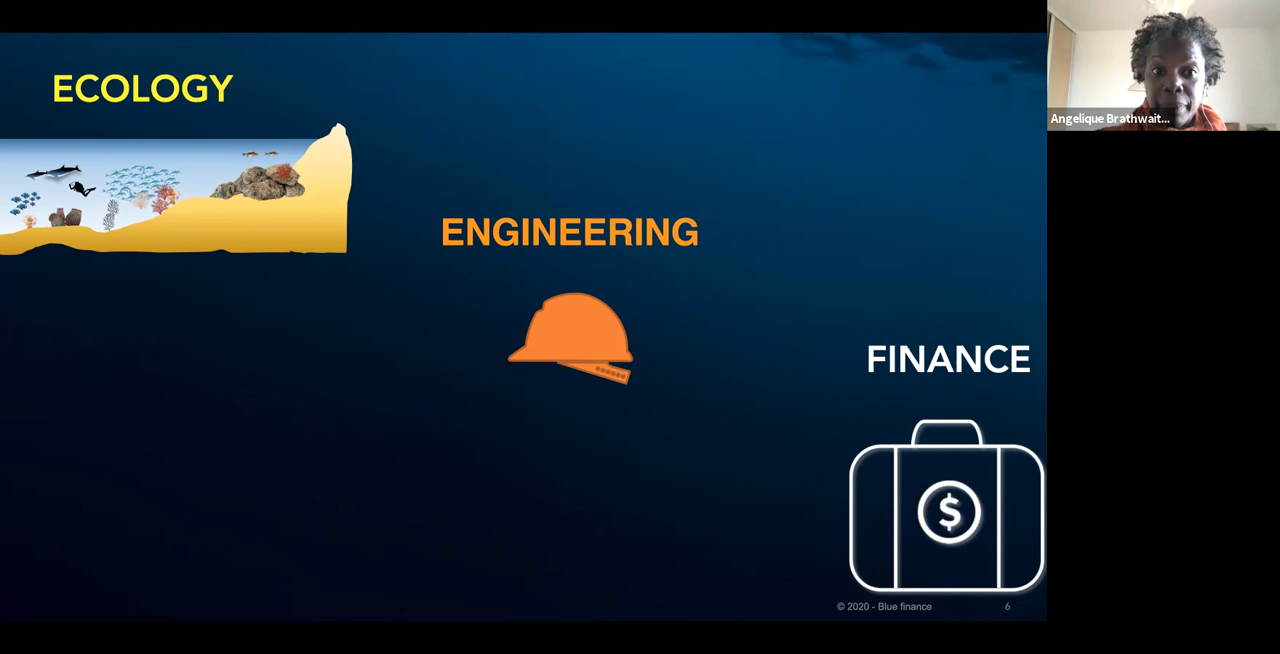 ECOLOGY
Angelique Brathwait...
ENGINEERING
FINANCE
$
© 2020 - Blue finance
6